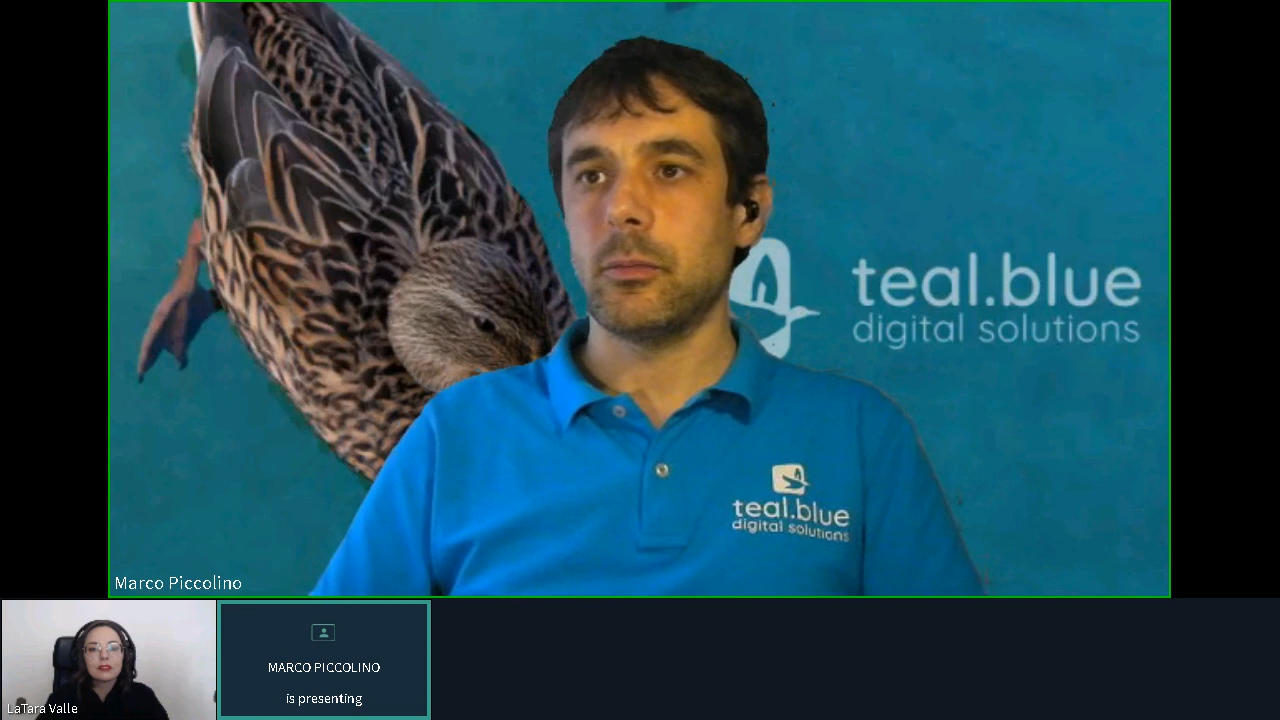 teal.blue
digital solutions
teal.blue
digital solutions
Marco Piccolino
LaTara Valle
MARCO PICCOLINO
is presenting